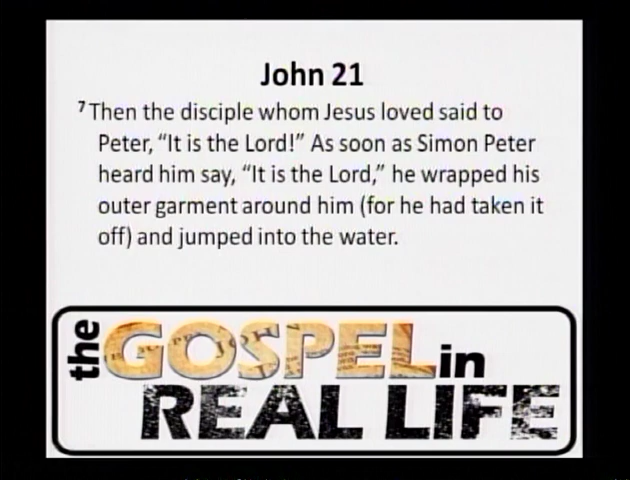 John 21
7 Then the disciple whom Jesus loved said to
Peter, “It is the Lord!” As soon as Simon Peter
heard him say, “It is the Lord,” he wrapped his
outer garment around him (for he had taken it
off) and jumped into the water.
the GOSPEL in
REAL LIFE